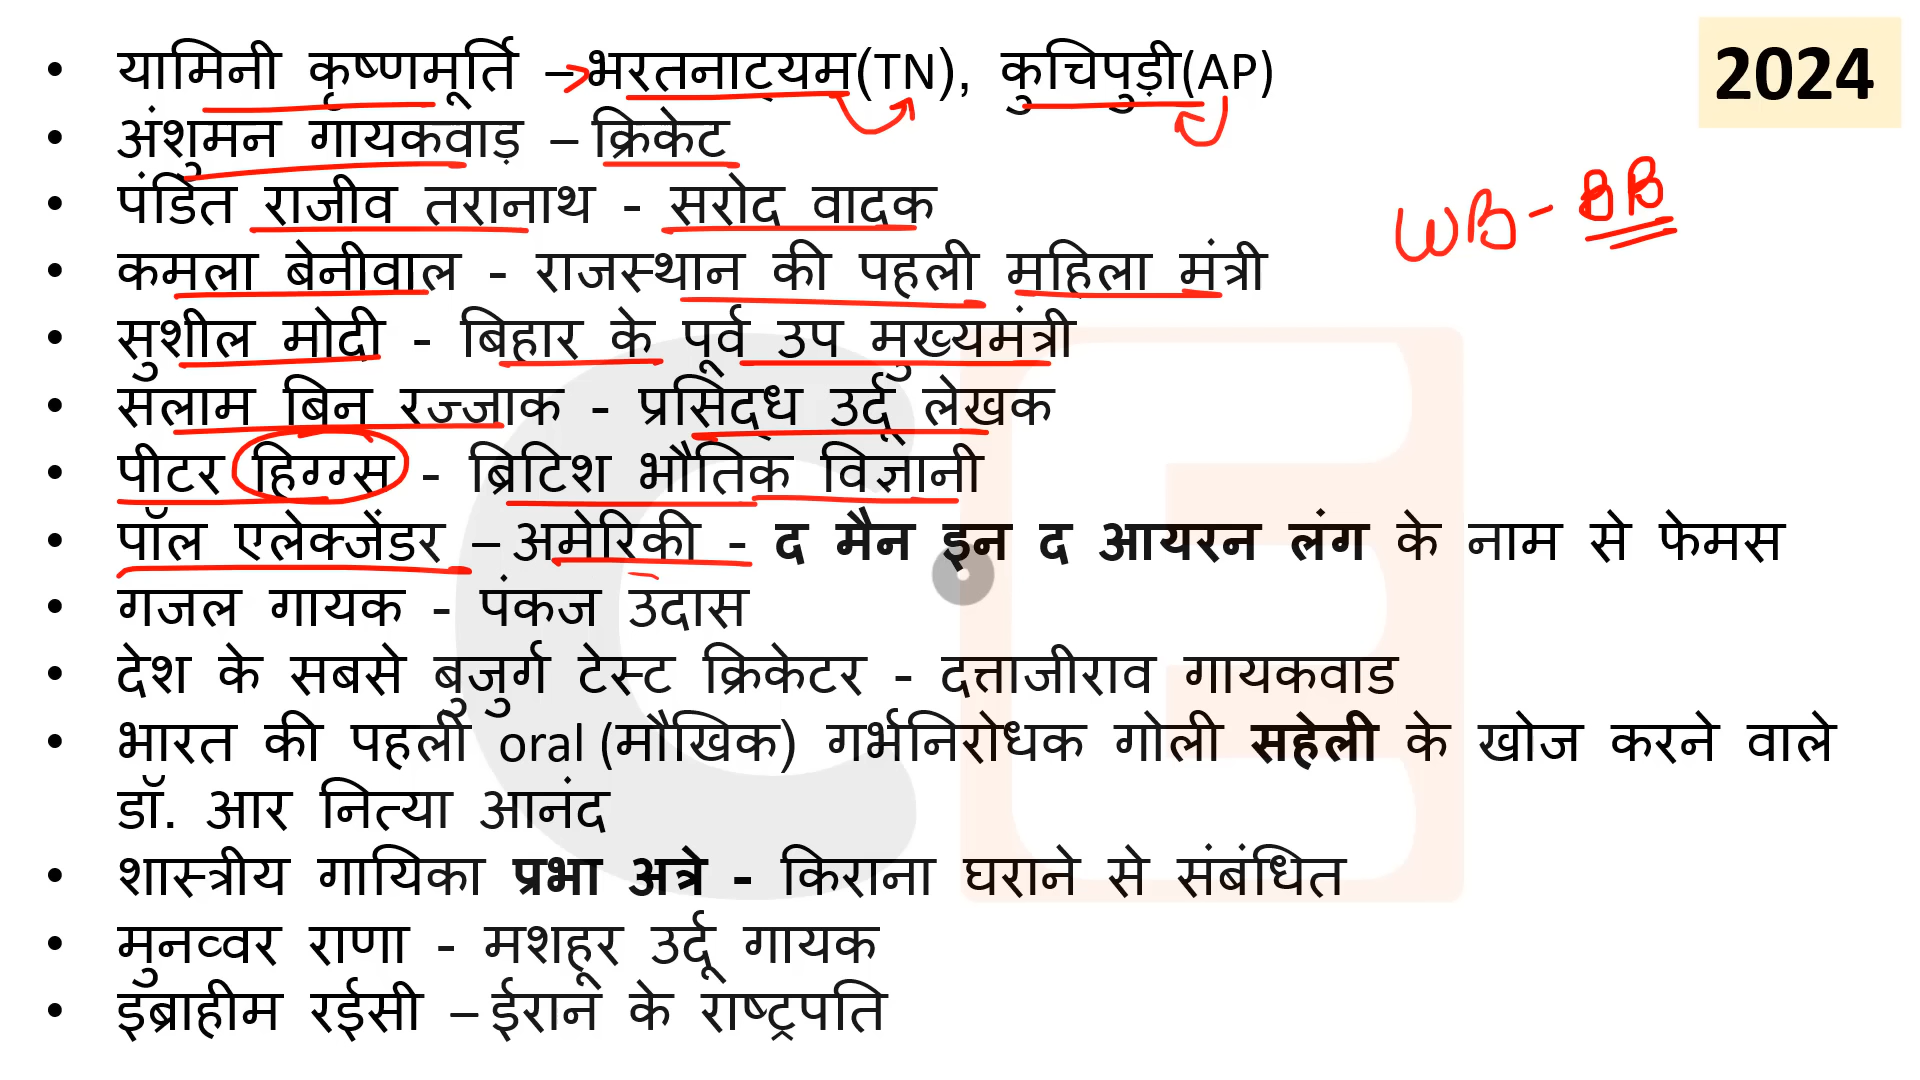 2024
• यामिनी कृष्णमूर्ति – भरतनाट्यम(TN), कुचिपुड़ी(AP)
• अंशुमन गायकवाड़ – क्रिकेट
• पंडित राजीव तरानाथ - सरोद वादक
WB - BB
• कमला बेनीवाल - राजस्थान की पहली महिला मंत्री
• सुशील मोदी - बिहार के पूर्व उप मुख्यमंत्री
• सलाम बिन रज्जाक - प्रसिद्ध उर्दू लेखक
• पीटर हिग्ग्स - ब्रिटिश भौतिक विज्ञानी
• पॉल एलेक्जेंडर – अमेरिकी - द मैन इन द आयरन लंग के नाम से फेमस
• गजल गायक - पंकज उदास
• देश के सबसे बुजुर्ग टेस्ट क्रिकेटर - दत्ताजीराव गायकवाड
• भारत की पहली oral (मौखिक) गर्भनिरोधक गोली सहेली के खोज करने वाले
डॉ. आर नित्या आनंद
• शास्त्रीय गायिका प्रभा अत्रे - किराना घराने से संबंधित
• मुनव्वर राणा - मशहूर उर्दू गायक
• इब्राहीम रईसी – ईरान के राष्ट्रपति